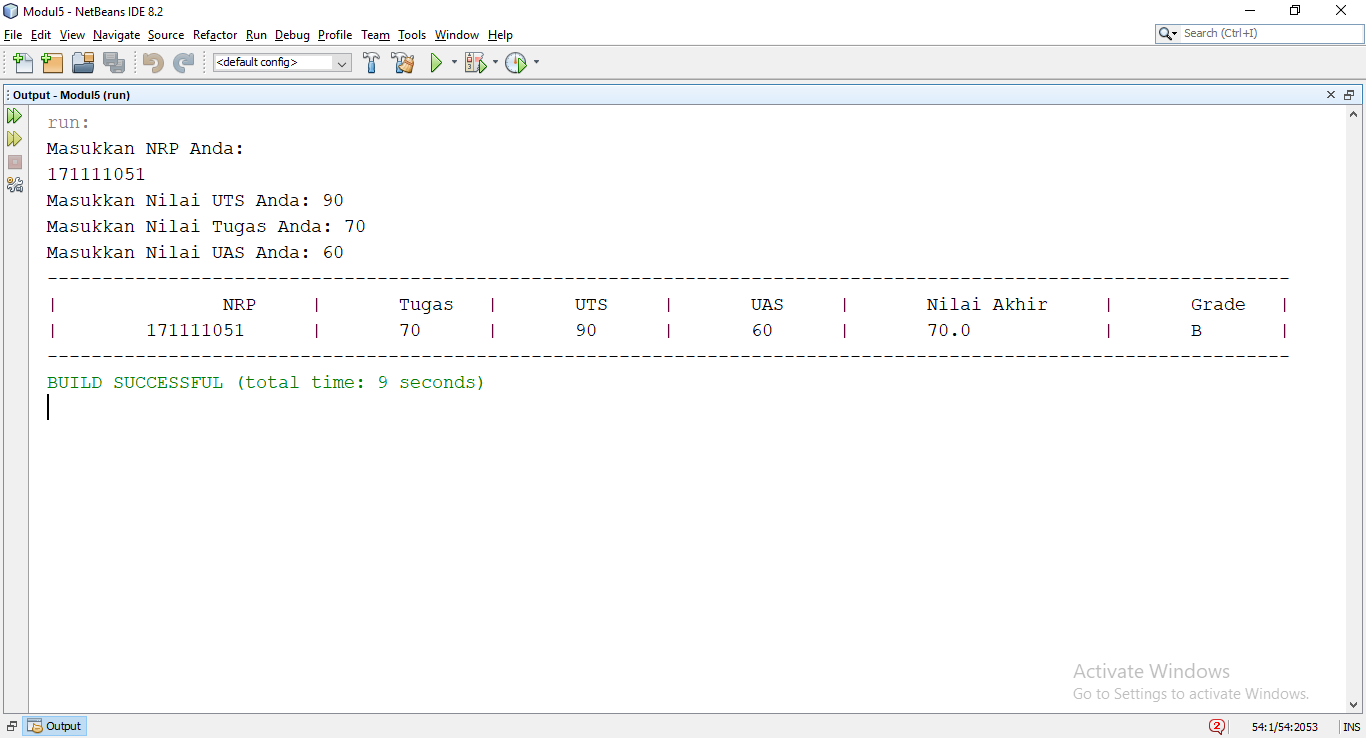 Modul5 - NetBeans IDE 8.2
File Edit View Navigate Source Refactor Run Debug Profile Team Tools Window Help
Search (Ctrl+I)
<default config>
Output - Modul5 (run)
run:
Masukkan NRP Anda:
171111051
Masukkan Nilai UTS Anda: 90
Masukkan Nilai Tugas Anda: 70
Masukkan Nilai UAS Anda: 60
-----------------------------------------------------------------------------------------------------------------
| NRP | Tugas | UTS | UAS | Nilai Akhir | Grade |
| 171111051 | 70 | 90 | 60 | 70.0 | B |
-----------------------------------------------------------------------------------------------------------------
BUILD SUCCESSFUL (total time: 9 seconds)
Activate Windows
Go to Settings to activate Windows.
Output
2 54:1/54:2053 INS